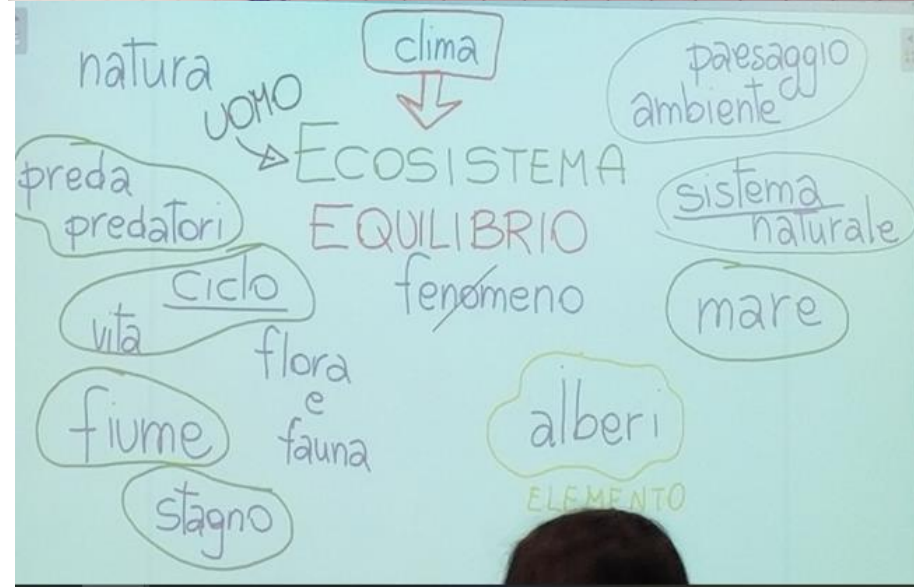 natura
clima
paesaggio
ambiente
UOMO
ECOSISTEMA
EQUILIBRIO
fenomeno
preda
predatori
sistema
naturale
ciclo
vita
mare
flora
e
fauna
fiume
alberi
ELEMENTO
stagno